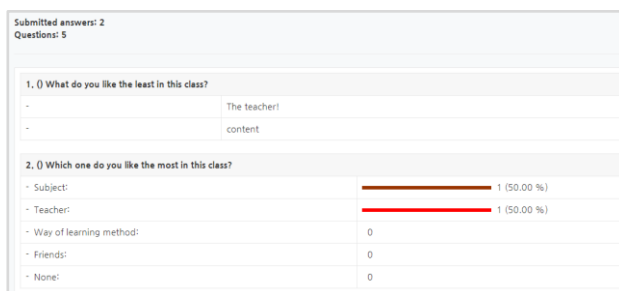 Submitted answers: 2
Questions: 5
1. () What do you like the least in this class?
- The teacher!
- content
2. () Which one do you like the most in this class?
- Subject: 1 (50.00 %)
- Teacher: 1 (50.00 %)
- Way of learning method: 0
- Friends: 0
- None: 0